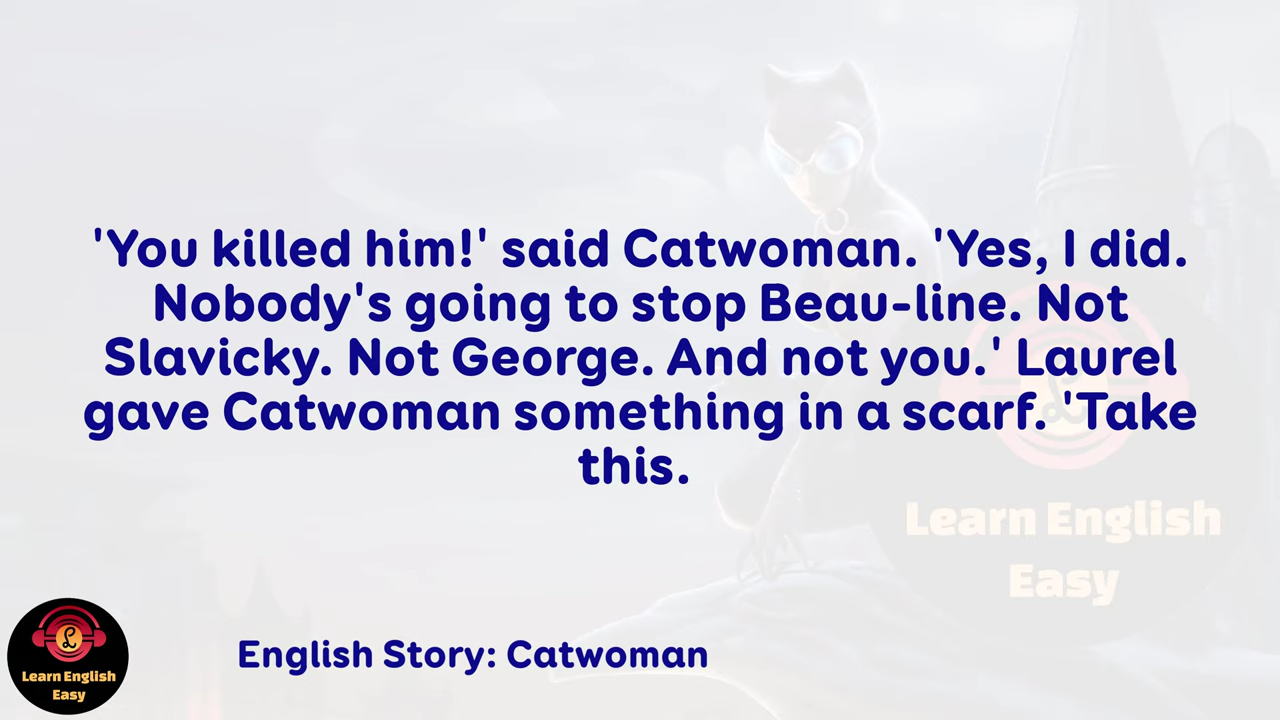 'You killed him!' said Catwoman. 'Yes, I did.
Nobody's going to stop Beau-line. Not
Slavicky. Not George. And not you.' Laurel
gave Catwoman something in a scarf. 'Take
this.
Learn English
Easy
English Story: Catwoman
L
Learn English
Easy